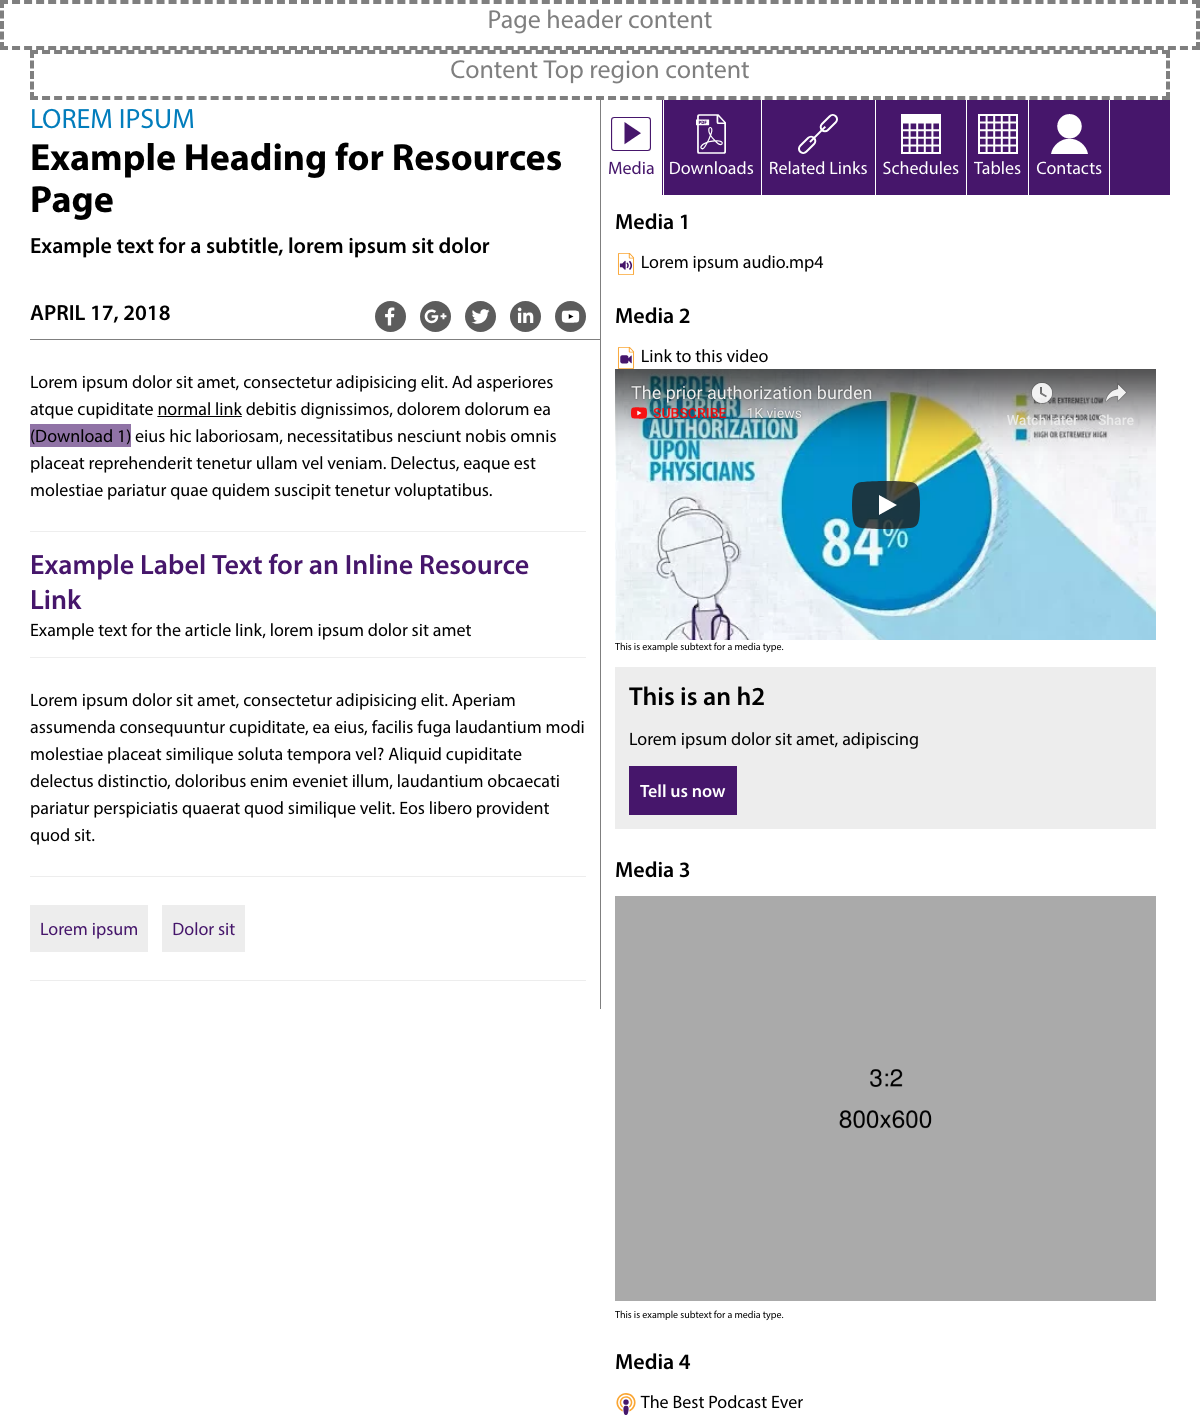 Page header content
Content Top region content
LOREM IPSUM
Example Heading for Resources
Page
Example text for a subtitle, lorem ipsum sit dolor
APRIL 17, 2018
Lorem ipsum dolor sit amet, consectetur adipisicing elit. Ad asperiores
atque cupiditate normal link debitis dignissimos, dolorem dolorum ea
(Download 1) eius hic laboriosam, necessitatibus nesciunt nobis omnis
placeat reprehenderit tenetur ullam vel veniam. Delectus, eaque est
molestiae pariatur quae quidem suscipit tenetur voluptatibus.
Example Label Text for an Inline Resource
Link
Example text for the article link, lorem ipsum dolor sit amet
Lorem ipsum dolor sit amet, consectetur adipisicing elit. Aperiam
assumenda consequuntur cupiditate, ea eius, facilis fuga laudantium modi
molestiae placeat similique soluta tempora vel? Aliquid cupiditate
delectus distinctio, doloribus enim eveniet illum, laudantium obcaecati
pariatur perspiciatis quaerat quod similique velit. Eos libero provident
quod sit.
Lorem ipsum Dolor sit
Media Downloads Related Links Schedules Tables Contacts
Media 1
Lorem ipsum audio.mp4
Media 2
Link to this video
The prior authorization burden
SUBSCRIBE 1K views
Watch later Share
BURDEN
OF PRIOR
AUTHORIZATION
UPON
PHYSICIANS
EXTREMELY LOW
HIGH OR EXTREMELY HIGH
84%
This is example subtext for a media type.
This is an h2
Lorem ipsum dolor sit amet, adipiscing
Tell us now
Media 3
3:2
800x600
This is example subtext for a media type.
Media 4
The Best Podcast Ever